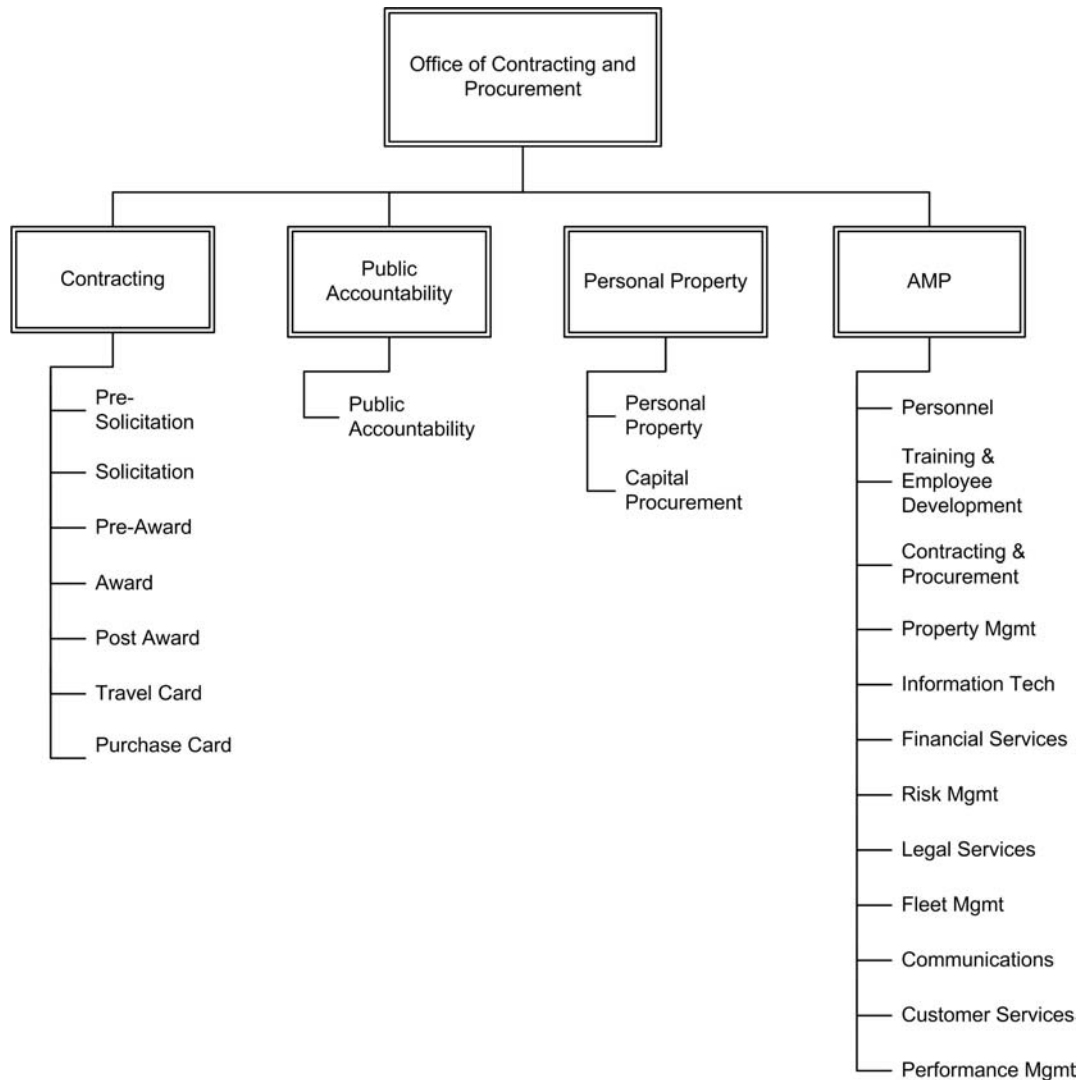 Office of Contracting and
Procurement
Contracting
Public
Accountability
Personal Property
AMP
Pre-
Solicitation
Solicitation
Pre-Award
Award
Post Award
Travel Card
Purchase Card
Public
Accountability
Personal
Property
Capital
Procurement
Personnel
Training &
Employee
Development
Contracting &
Procurement
Property Mgmt
Information Tech
Financial Services
Risk Mgmt
Legal Services
Fleet Mgmt
Communications
Customer Services
Performance Mgmt